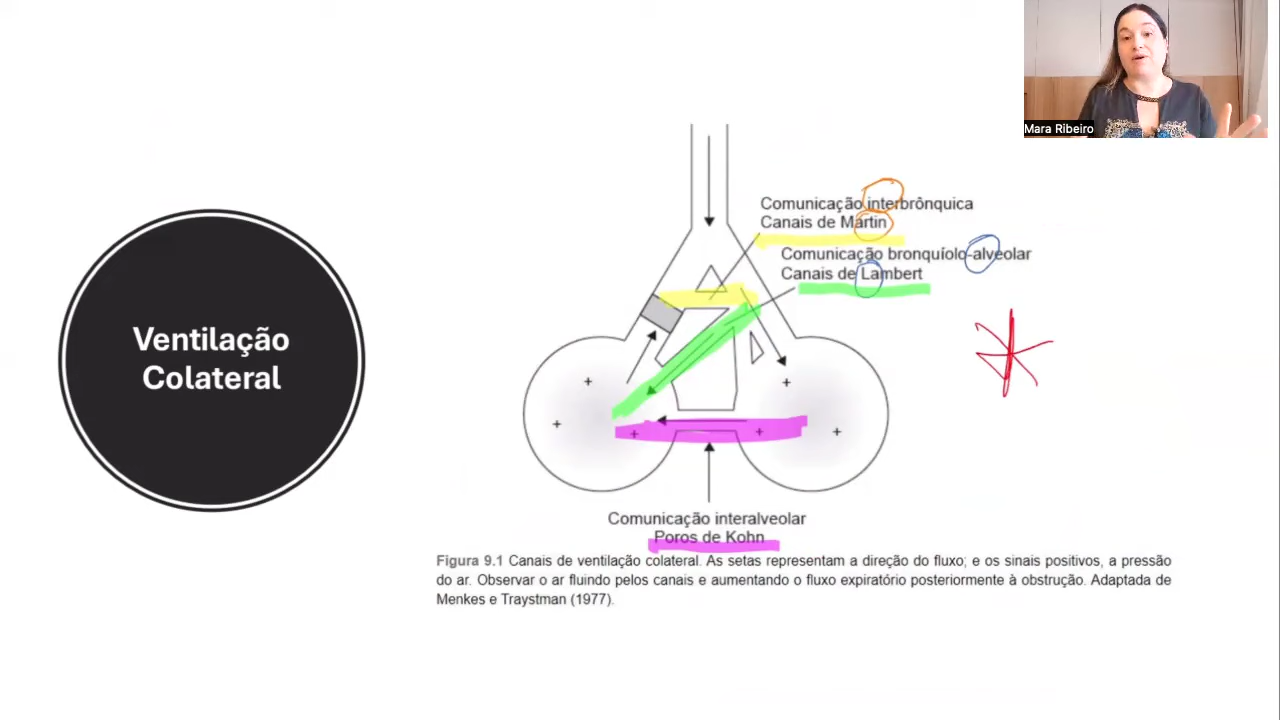 Mara Ribeiro
Ventilação
Colateral
Comunicação interbrônquica
Canais de Martin
Comunicação bronquíolo-alveolar
Canais de Lambert
+
+
+
+
+
+
Comunicação interalveolar
Poros de Kohn
Figura 9.1 Canais de ventilação colateral. As setas representam a direção do fluxo; e os sinais positivos, a pressão
do ar. Observar o ar fluindo pelos canais e aumentando o fluxo expiratório posteriormente à obstrução. Adaptada de
Menkes e Traystman (1977).